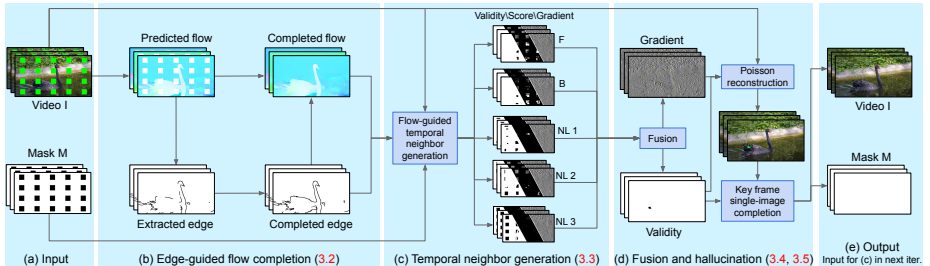 Validity\Score\Gradient
Predicted flow
Completed flow
F
Gradient
Video I
B
Poisson
reconstruction
Video I
Flow-guided
temporal
neighbor
generation
NL 1
Fusion
Mask M
NL 2
Mask M
Key frame
single-image
completion
NL 3
Extracted edge
Completed edge
Validity
(a) Input
(b) Edge-guided flow completion (3.2)
(c) Temporal neighbor generation (3.3)
(d) Fusion and hallucination (3.4, 3.5)
(e) Output
Input for (c) in next iter.